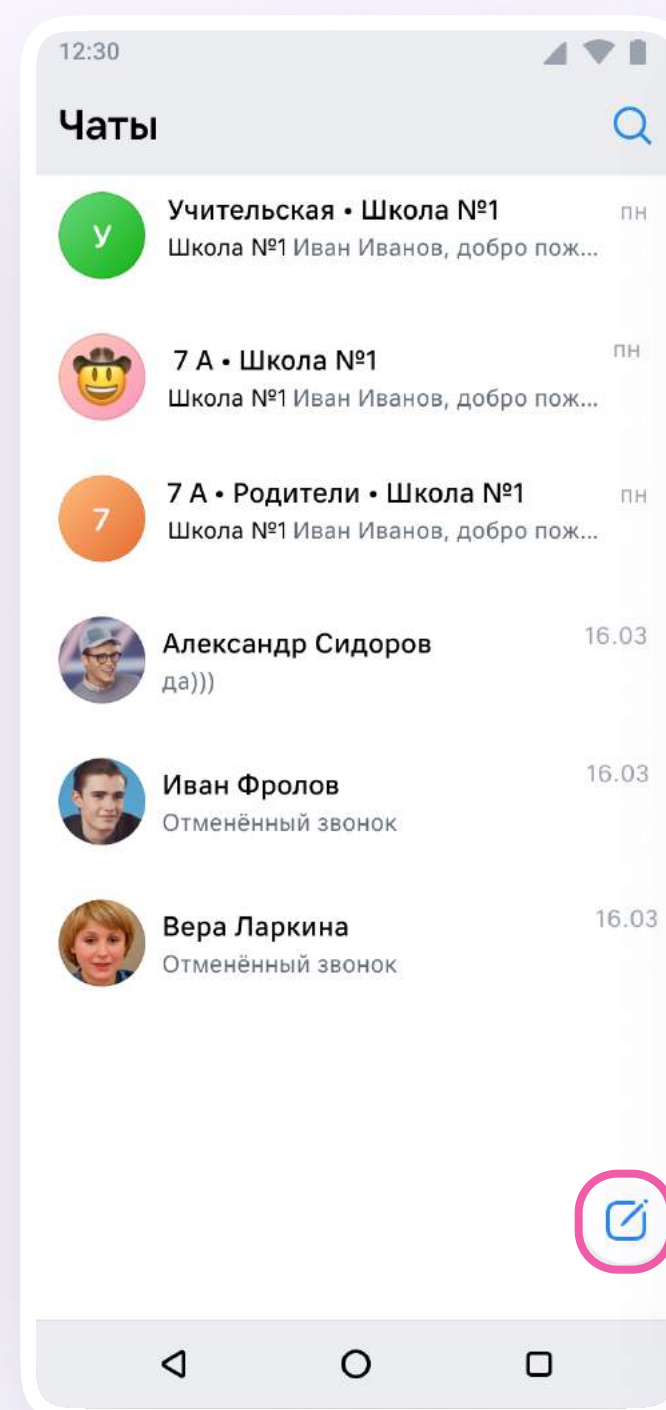 12:30
Чаты
У
Учительская • Школа №1
пн
Школа №1 Иван Иванов, добро пож...
7 А • Школа №1
пн
Школа №1 Иван Иванов, добро пож...
7
7 А • Родители • Школа №1
пн
Школа №1 Иван Иванов, добро пож...
Александр Сидоров
16.03
да)))
Иван Фролов
16.03
Отменённый звонок
Вера Ларкина
16.03
Отменённый звонок